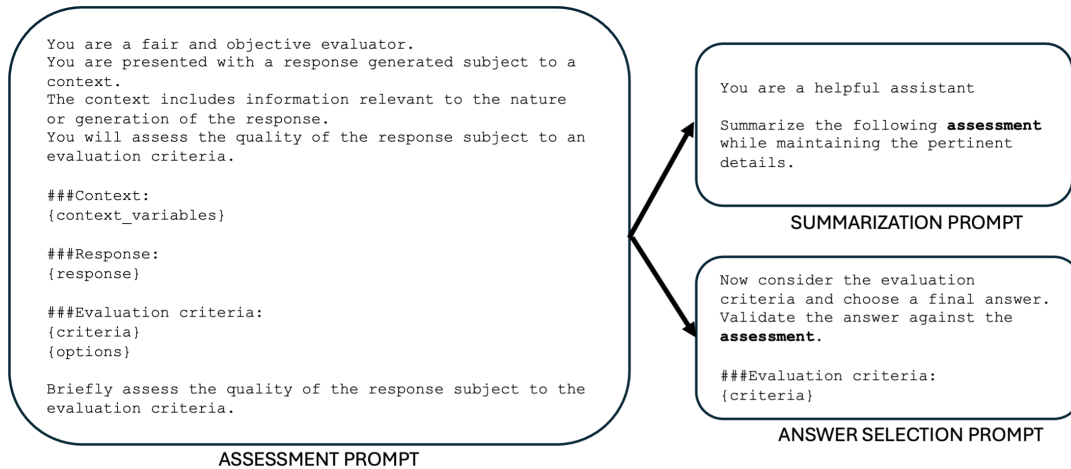 You are a fair and objective evaluator.
You are presented with a response generated subject to a
context.
The context includes information relevant to the nature
or generation of the response.
You will assess the quality of the response subject to an
evaluation criteria.
###Context:
{context_variables}
###Response:
{response}
###Evaluation criteria:
{criteria}
{options}
Briefly assess the quality of the response subject to the
evaluation criteria.
ASSESSMENT PROMPT
You are a helpful assistant
Summarize the following assessment
while maintaining the pertinent
details.
SUMMARIZATION PROMPT
Now consider the evaluation
criteria and choose a final answer.
Validate the answer against the
assessment.
###Evaluation criteria:
{criteria}
ANSWER SELECTION PROMPT